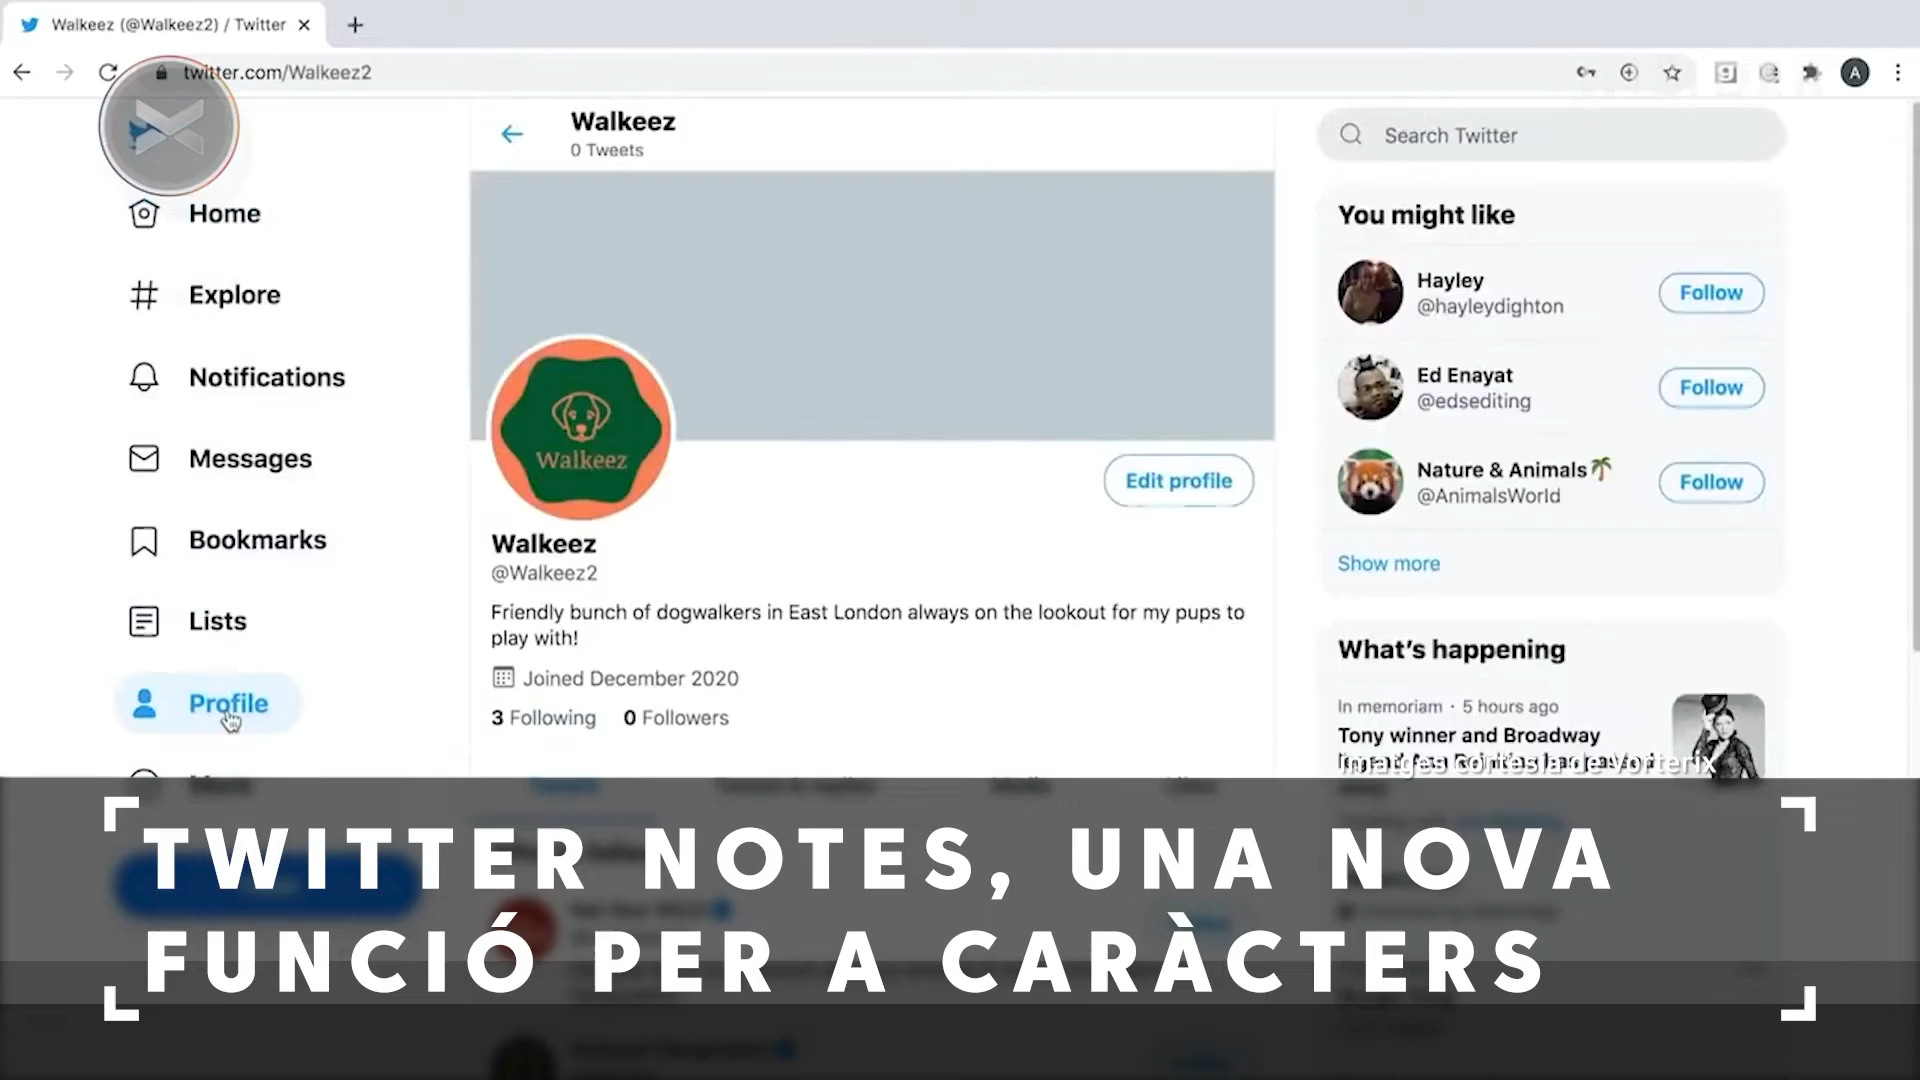 Walkeez (@Walkeez2) / Twitter
twitter.com/Walkeez2
A
Home
Explore
Notifications
Messages
Bookmarks
Lists
Profile
Walkeez
0 Tweets
Walkeez
Edit profile
Walkeez
@Walkeez2
Friendly bunch of dogwalkers in East London always on the lookout for my pups to
play with!
Joined December 2020
3 Following 0 Followers
Search Twitter
You might like
Hayley
@hayleydighton
Follow
Ed Enayat
@edsediting
Follow
Nature & Animals🌴
@AnimalsWorld
Follow
Show more
What's happening
In memoriam · 5 hours ago
Tony winner and Broadway
Imatges cortesia de Vorterix
TWITTER NOTES, UNA NOVA
FUNCIÓ PER A CARÀCTERS